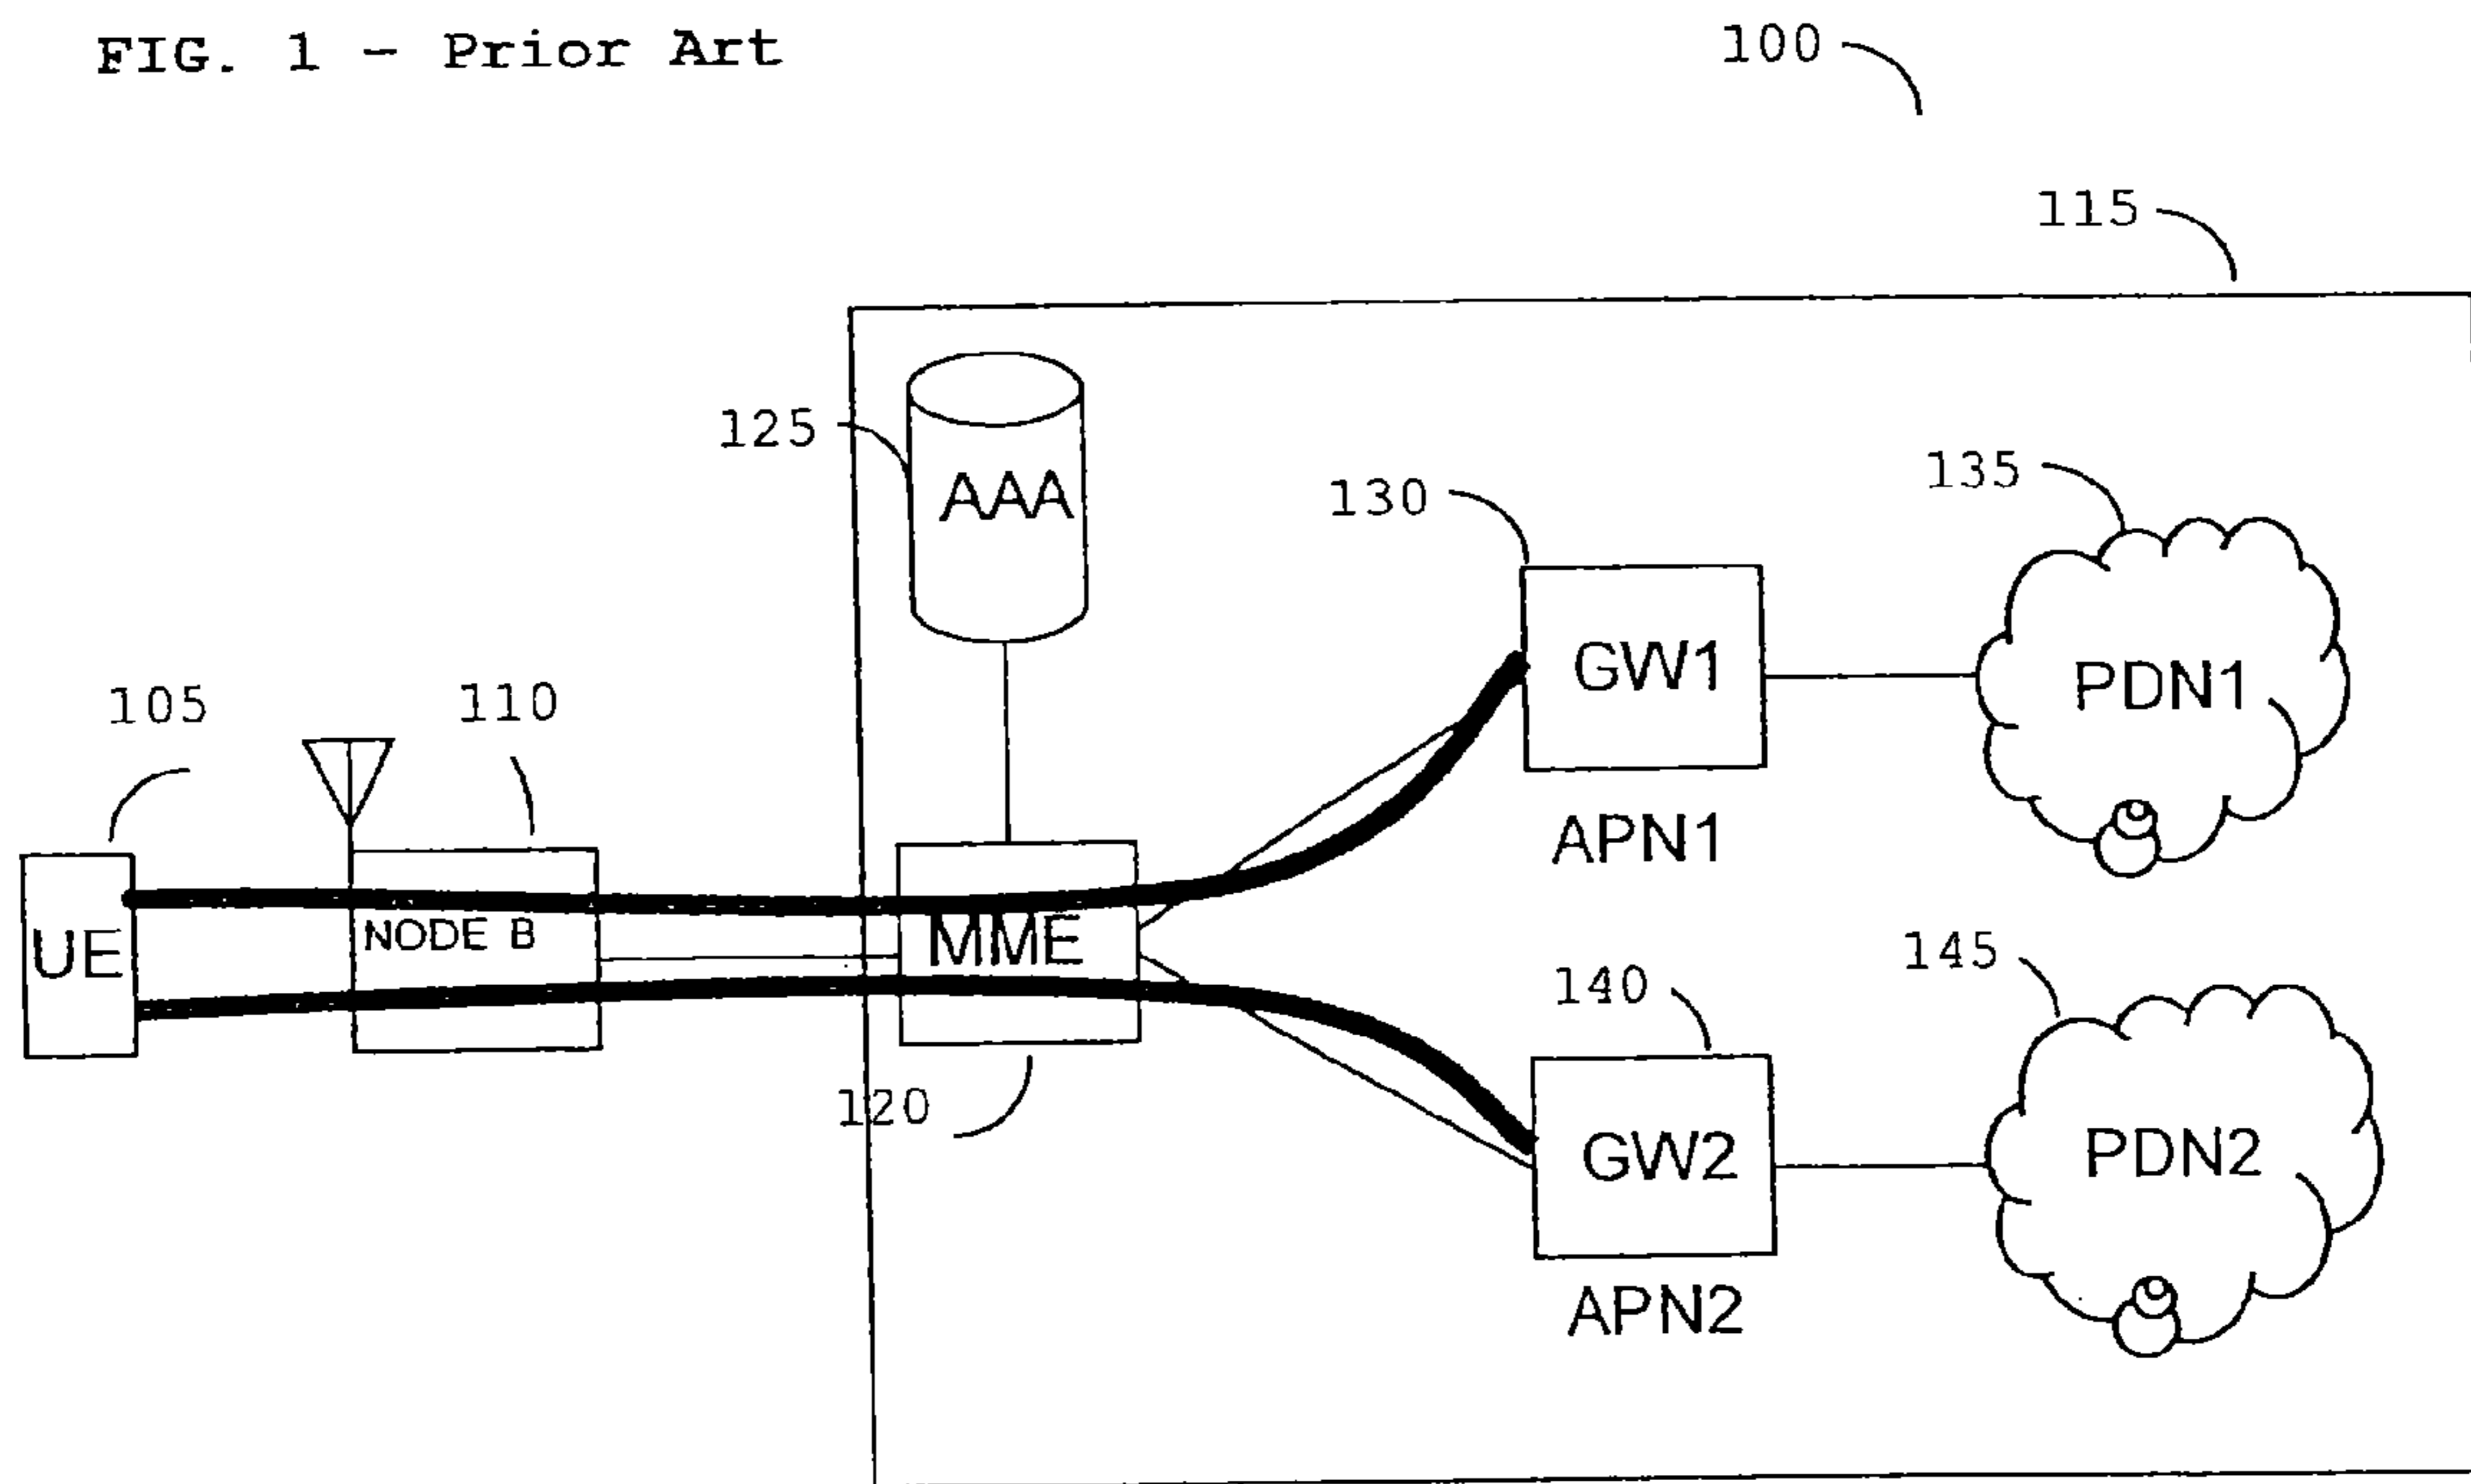 FIG. 1 - Prior Art
100
115
125
AAA
130
135
GW1
PDN1
105
110
APN1
UE
NODE B
MME
140
145
120
GW2
PDN2
APN2